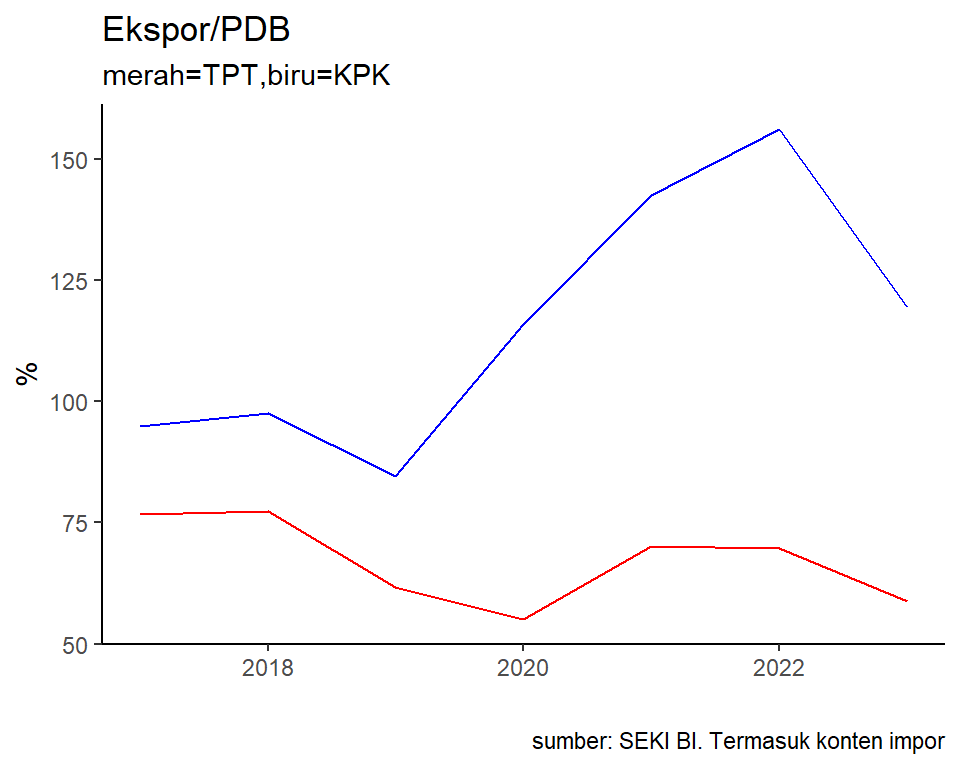 Ekspor/PDB
merah=TPT,biru=KPK
150
125
100
75
50
%
2018 2020 2022
sumber: SEKI BI. Termasuk konten impor